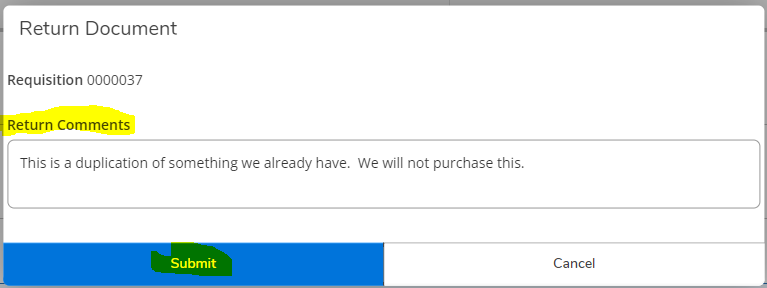 Return Document
Requisition 0000037
Return Comments
This is a duplication of something we already have.  We will not purchase this.
Submit
Cancel